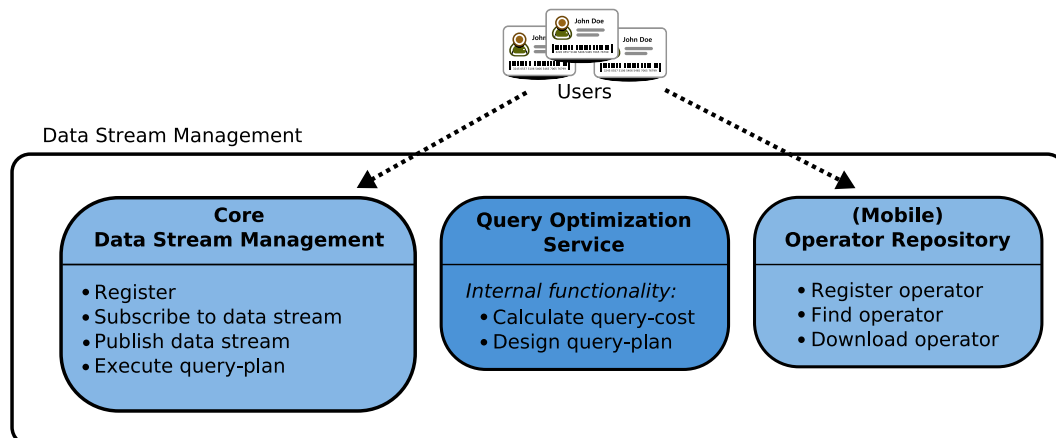 John Doe
John
John Doe
Users
Data Stream Management
Core
Data Stream Management
• Register
• Subscribe to data stream
• Publish data stream
• Execute query-plan
Query Optimization
Service
Internal functionality:
• Calculate query-cost
• Design query-plan
(Mobile)
Operator Repository
• Register operator
• Find operator
• Download operator